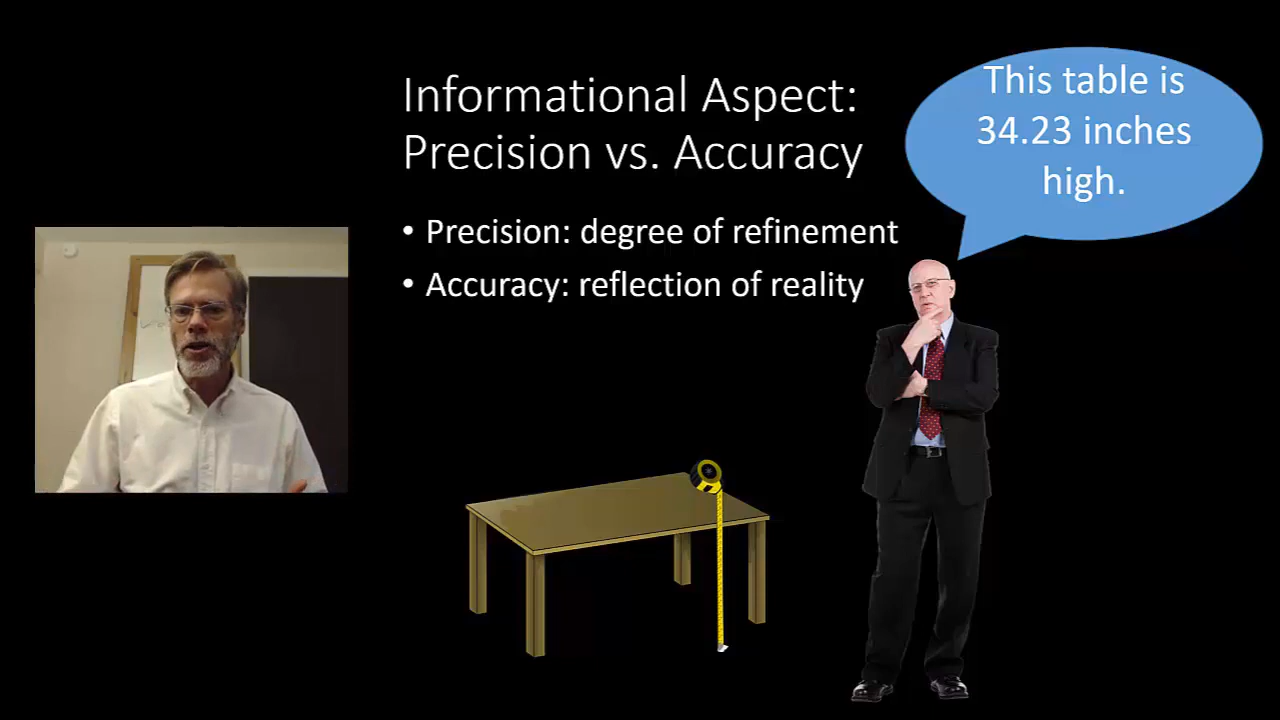 Informational Aspect:
Precision vs. Accuracy
• Precision: degree of refinement
• Accuracy: reflection of reality
This table is
34.23 inches
high.